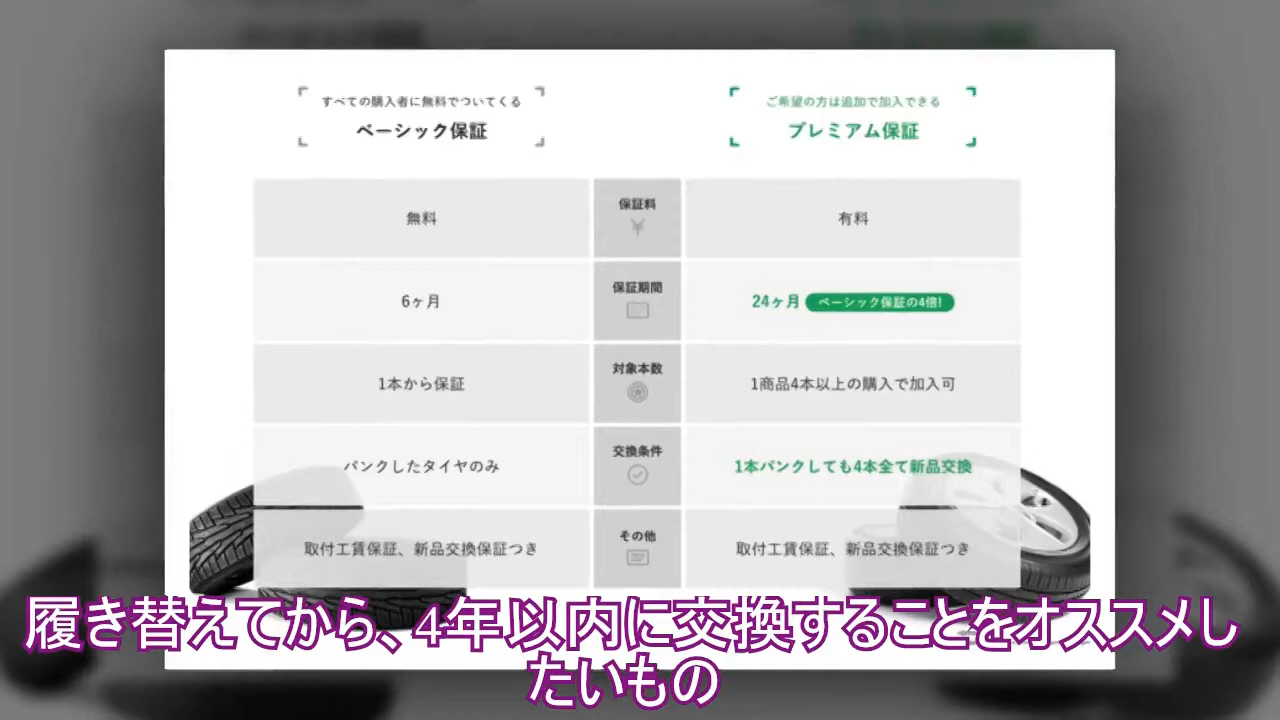 すべての購入者に無料でついてくる
ベーシック保証
ご希望の方は追加で加入できる
プレミアム保証
無料
保証料
有料
6ヶ月
保証期間
24ヶ月 ベーシック保証の4倍!
1本から保証
対象本数
1商品4本以上の購入で加入可
パンクしたタイヤのみ
交換条件
1本パンクしても4本全て新品交換
取付工賃保証、新品交換保証つき
その他
取付工賃保証、新品交換保証つき
履き替えてから、4年以内に交換することをオススメし
たいもの